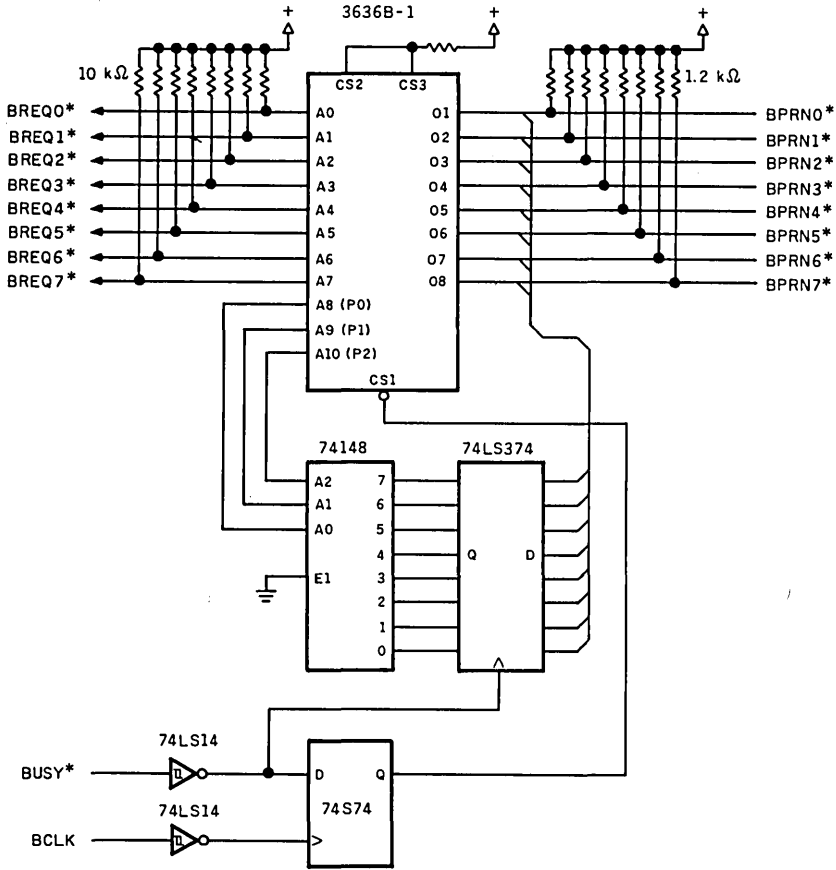 3636B-1
+ + +
10 kΩ CS2 CS3 1.2 kΩ
BREQ0* A0 O1 BPRN0*
BREQ1* A1 O2 BPRN1*
BREQ2* A2 O3 BPRN2*
BREQ3* A3 O4 BPRN3*
BREQ4* A4 O5 BPRN4*
BREQ5* A5 O6 BPRN5*
BREQ6* A6 O7 BPRN6*
BREQ7* A7 O8 BPRN7*
A8 (P0)
A9 (P1)
A10 (P2)
CS1
74148 74LS374
A2 7
A1 6
A0 5
4 Q D
E1 3
2
1
0
74LS14
BUSY* D Q
74LS14 74S74
BCLK